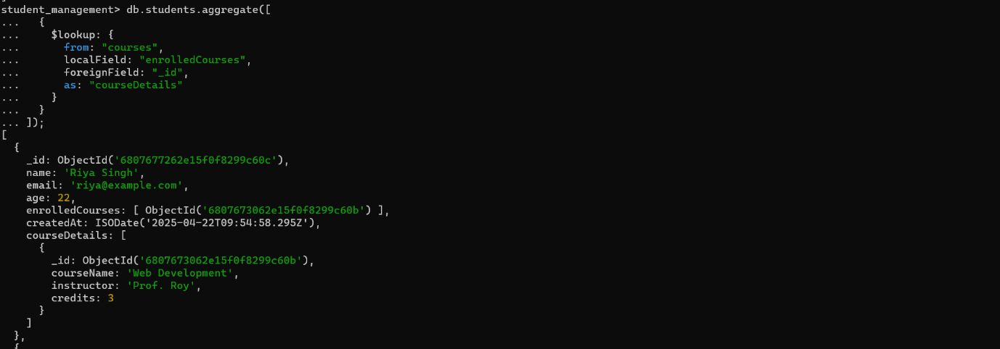 student_management> db.students.aggregate([
...   {
...     $lookup: {
...       from: "courses",
...       localField: "enrolledCourses",
...       foreignField: "_id",
...       as: "courseDetails"
...     }
...   }
... ]);
[
  {
    _id: ObjectId('6807677262e15f0f8299c60c'),
    name: 'Riya Singh',
    email: 'riya@example.com',
    age: 22,
    enrolledCourses: [ ObjectId('6807673062e15f0f8299c60b') ],
    createdAt: ISODate('2025-04-22T09:54:58.295Z'),
    courseDetails: [
      {
        _id: ObjectId('6807673062e15f0f8299c60b'),
        courseName: 'Web Development',
        instructor: 'Prof. Roy',
        credits: 3
      }
    ]
  },
  {